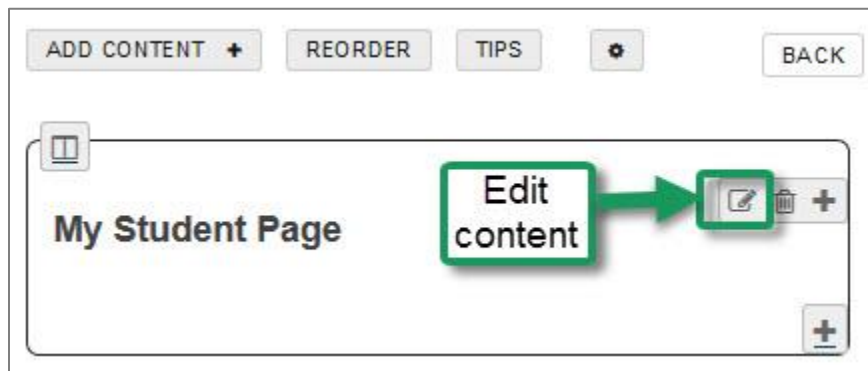 ADD CONTENT +
REORDER
TIPS
BACK
My Student Page
Edit
content